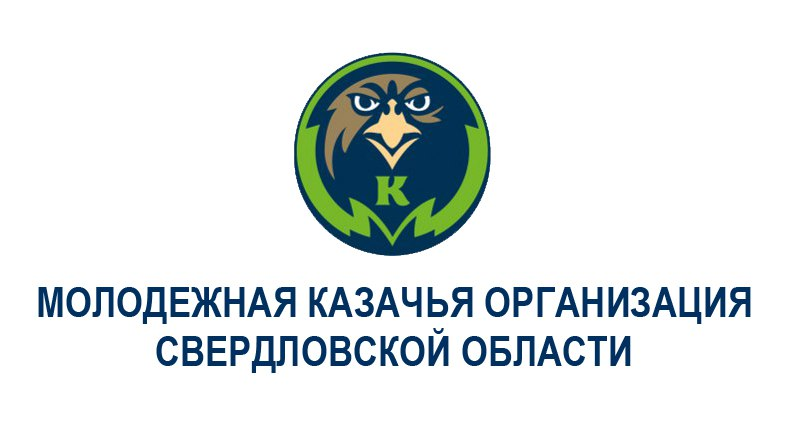 К
МОЛОДЕЖНАЯ КАЗАЧЬЯ ОРГАНИЗАЦИЯ
СВЕРДЛОВСКОЙ ОБЛАСТИ